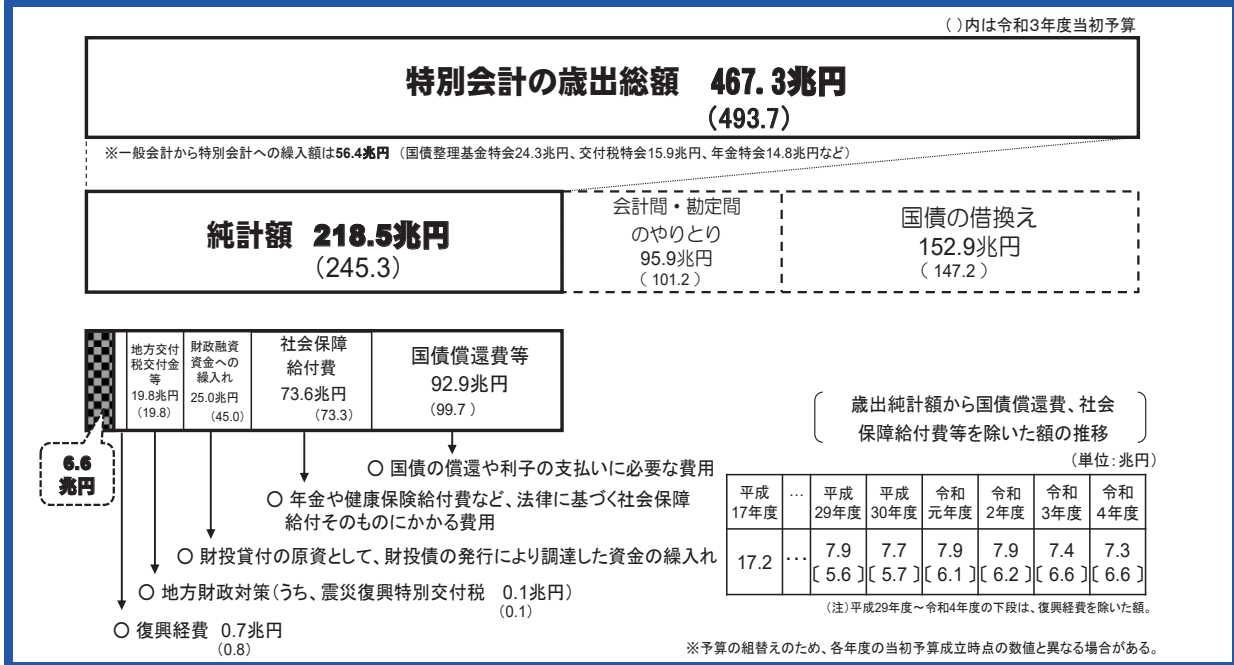 ( )内は令和3年度当初予算
特別会計の歳出総額 467.3兆円
(493.7)
※一般会計から特別会計への繰入額は56.4兆円 (国債整理基金特会24.3兆円、交付税特会15.9兆円、年金特会14.8兆円など)
純計額 218.5兆円
(245.3)
会計間・勘定間
のやりとり
95.9兆円
( 101.2 )
国債の借換え
152.9兆円
( 147.2 )
地方交付
税交付金
等
19.8兆円
(19.8)
財政融資
資金への
繰入れ
25.0兆円
(45.0)
社会保障
給付費
73.6兆円
(73.3)
国債償還費等
92.9兆円
(99.7 )
6.6
兆円
○ 国債の償還や利子の支払いに必要な費用
○ 年金や健康保険給付費など、法律に基づく社会保障
給付そのものにかかる費用
○ 財投貸付の原資として、財投債の発行により調達した資金の繰入れ
○ 地方財政対策(うち、震災復興特別交付税 0.1兆円)
(0.1)
○ 復興経費 0.7兆円
(0.8)
歳出純計額から国債償還費、社会
保障給付費等を除いた額の推移
(単位:兆円)
平成 … 平成 平成 令和 令和 令和 令和
17年度 29年度 30年度 元年度 2年度 3年度 4年度
17.2 … 7.9 7.7 7.9 7.9 7.4 7.3
〔 5.6 〕〔 5.7 〕〔 6.1 〕〔 6.2 〕〔 6.6 〕〔 6.6 〕
(注)平成29年度～令和4年度の下段は、復興経費を除いた額。
※予算の組替えのため、各年度の当初予算成立時点の数値と異なる場合がある。